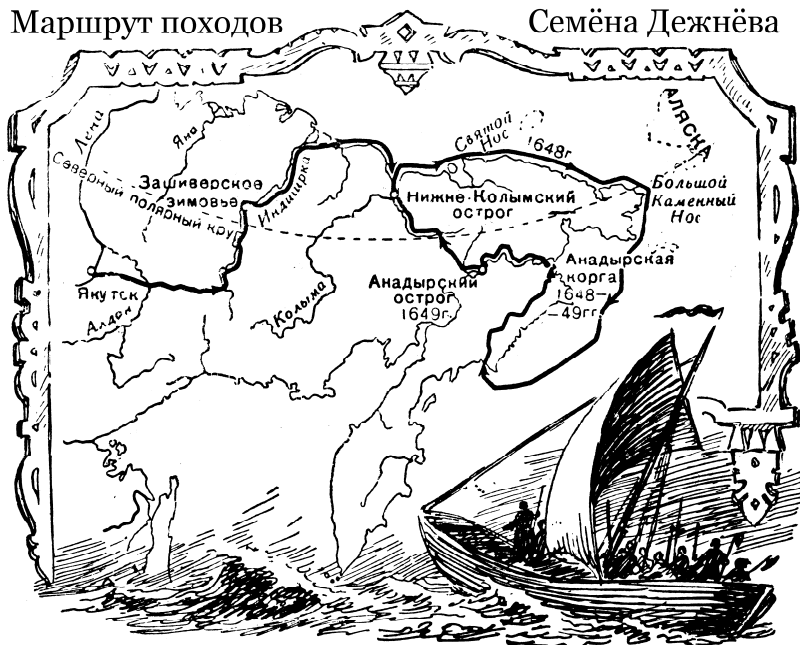 Маршрут походов
Семёна Дежнёва
Лена
Яна
Северный полярный круг
Зашиверское
зимовье
Индигирка
Святой
Нос
1648г.
АЛЯСКА
Большой
Каменный
Нос
Нижне-Колымский
острог
Якутск
Алдан
Колыма
Анадырский
острог
1649г.
Анадырская
корга
1648-
-49гг.